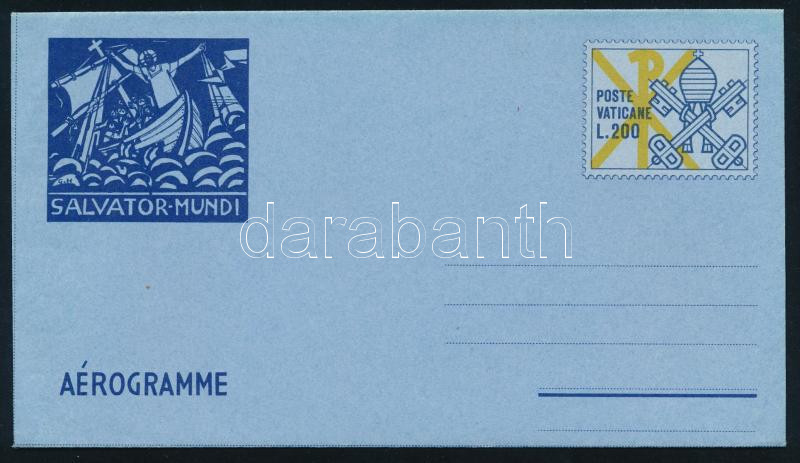 SALVATOR-MUNDI
POSTE
VATICANE
L.200
darabanth
AÉROGRAMME